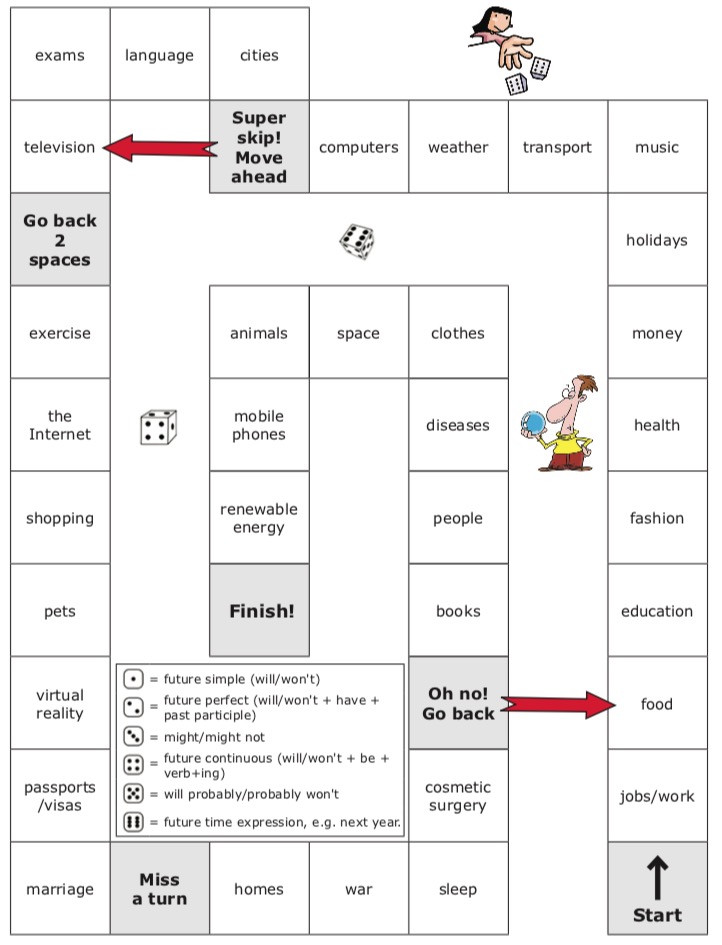 exams
language
cities
television
Super
skip!
Move
ahead
computers
weather
transport
music
Go back
2
spaces
holidays
exercise
animals
space
clothes
money
the
Internet
mobile
phones
diseases
health
shopping
renewable
energy
people
fashion
pets
Finish!
books
education
virtual
reality
= future simple (will/won't)
= future perfect (will/won't + have +
past participle)
= might/might not
= future continuous (will/won't + be +
verb+ing)
= will probably/probably won't
= future time expression, e.g. next year.
Oh no!
Go back
food
passports
/visas
cosmetic
surgery
jobs/work
marriage
Miss
a turn
homes
war
sleep
Start